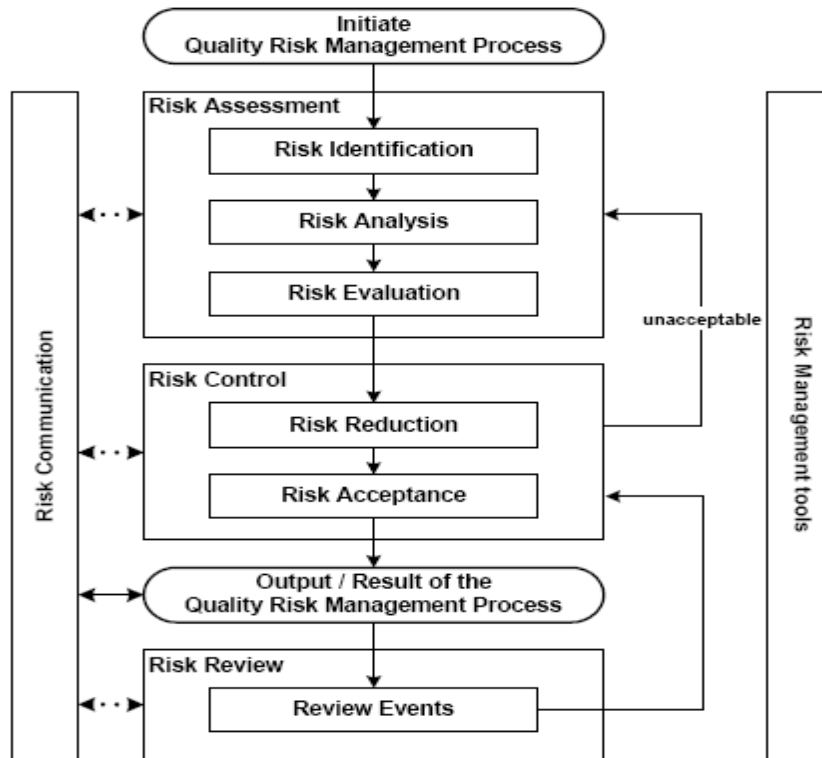 Initiate
Quality Risk Management Process
Risk Assessment
Risk Identification
Risk Analysis
Risk Evaluation
unacceptable
Risk Communication
Risk Management tools
Risk Control
Risk Reduction
Risk Acceptance
Output / Result of the
Quality Risk Management Process
Risk Review
Review Events